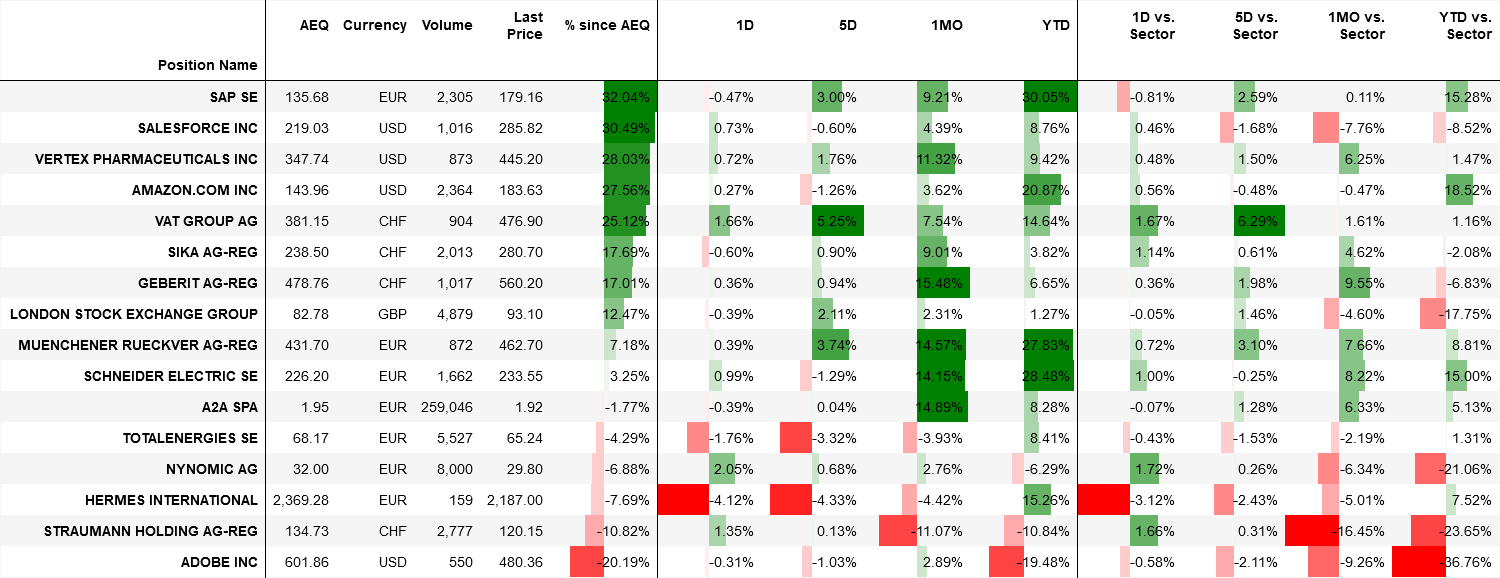 Position Name AEQ Currency Volume Last Price % since AEQ 1D 5D 1MO YTD 1D vs. Sector 5D vs. Sector 1MO vs. Sector YTD vs. Sector
SAP SE 135.68 EUR 2,305 179.16 32.04% -0.47% 3.00% 9.21% 30.05% -0.81% 2.59% 0.11% 15.28%
SALESFORCE INC 219.03 USD 1,016 285.82 30.49% 0.73% -0.60% 4.39% 8.76% 0.46% -1.68% -7.76% -8.52%
VERTEX PHARMACEUTICALS INC 347.74 USD 873 445.20 28.03% 0.72% 1.76% 11.32% 9.42% 0.48% 1.50% 6.25% 1.47%
AMAZON.COM INC 143.96 USD 2,364 183.63 27.56% 0.27% -1.26% 3.62% 20.87% 0.56% -0.48% -0.47% 18.52%
VAT GROUP AG 381.15 CHF 904 476.90 25.12% 1.66% 5.25% 7.54% 14.64% 1.67% 6.29% 1.61% 1.16%
SIKA AG-REG 238.50 CHF 2,013 280.70 17.69% -0.60% 0.90% 9.01% 3.82% 1.14% 0.61% 4.62% -2.08%
GEBERIT AG-REG 478.76 CHF 1,017 560.20 17.01% 0.36% 0.94% 15.48% 6.65% 0.36% 1.98% 9.55% -6.83%
LONDON STOCK EXCHANGE GROUP 82.78 GBP 4,879 93.10 12.47% -0.39% 2.11% 2.31% 1.27% -0.05% 1.46% -4.60% -17.75%
MUENCHENER RUECKVER AG-REG 431.70 EUR 872 462.70 7.18% 0.39% 3.74% 14.57% 27.83% 0.72% 3.10% 7.66% 8.81%
SCHNEIDER ELECTRIC SE 226.20 EUR 1,662 233.55 3.25% 0.99% -1.29% 14.15% 28.48% 1.00% -0.25% 8.22% 15.00%
A2A SPA 1.95 EUR 259,046 1.92 -1.77% -0.39% 0.04% 14.89% 8.28% -0.07% 1.28% 6.33% 5.13%
TOTALENERGIES SE 68.17 EUR 5,527 65.24 -4.29% -1.76% -3.32% -3.93% 8.41% -0.43% -1.53% -2.19% 1.31%
NYNOMIC AG 32.00 EUR 8,000 29.80 -6.88% 2.05% 0.68% 2.76% -6.29% 1.72% 0.26% -6.34% -21.06%
HERMES INTERNATIONAL 2,369.28 EUR 159 2,187.00 -7.69% -4.12% -4.33% -4.42% 15.26% -3.12% -2.43% -5.01% 7.52%
STRAUMANN HOLDING AG-REG 134.73 CHF 2,777 120.15 -10.82% 1.35% 0.13% -11.07% -10.84% 1.66% 0.31% -16.45% -23.65%
ADOBE INC 601.86 USD 550 480.36 -20.19% -0.31% -1.03% 2.89% -19.48% -0.58% -2.11% -9.26% -36.76%